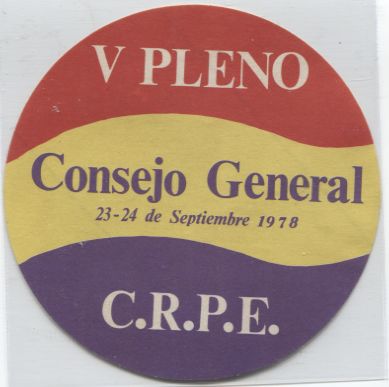 V PLENO
Consejo General
23-24 de Septiembre 1978
C.R.P.E.